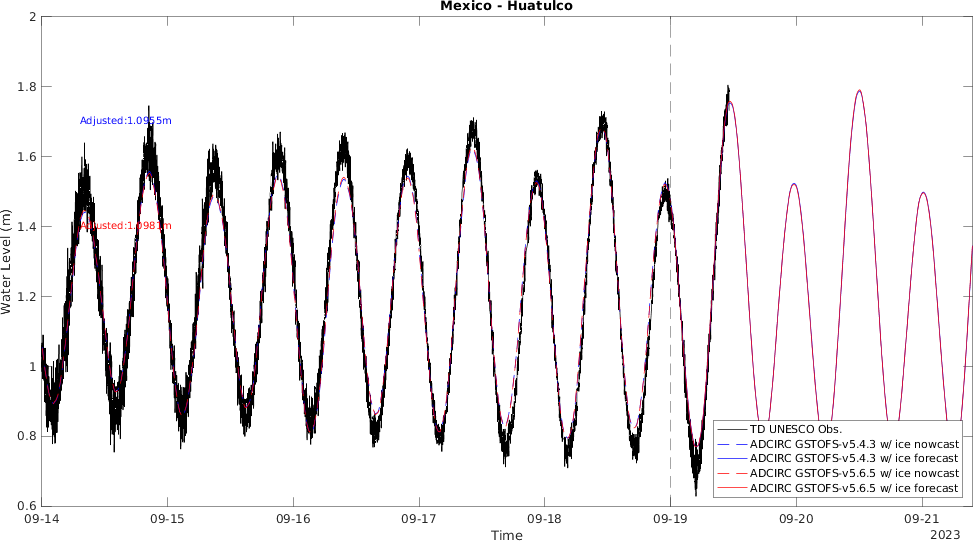 Mexico - Huatulco
2
1.8
1.6
1.4
1.2
1
0.8
0.6
Water Level (m)
Adjusted:1.0955m
Adjusted:1.0981m
TD UNESCO Obs.
ADCIRC GSTOFS-v5.4.3 w/ ice nowcast
ADCIRC GSTOFS-v5.4.3 w/ ice forecast
ADCIRC GSTOFS-v5.6.5 w/ ice nowcast
ADCIRC GSTOFS-v5.6.5 w/ ice forecast
09-14 09-15 09-16 09-17 09-18 09-19 09-20 09-21
Time
2023